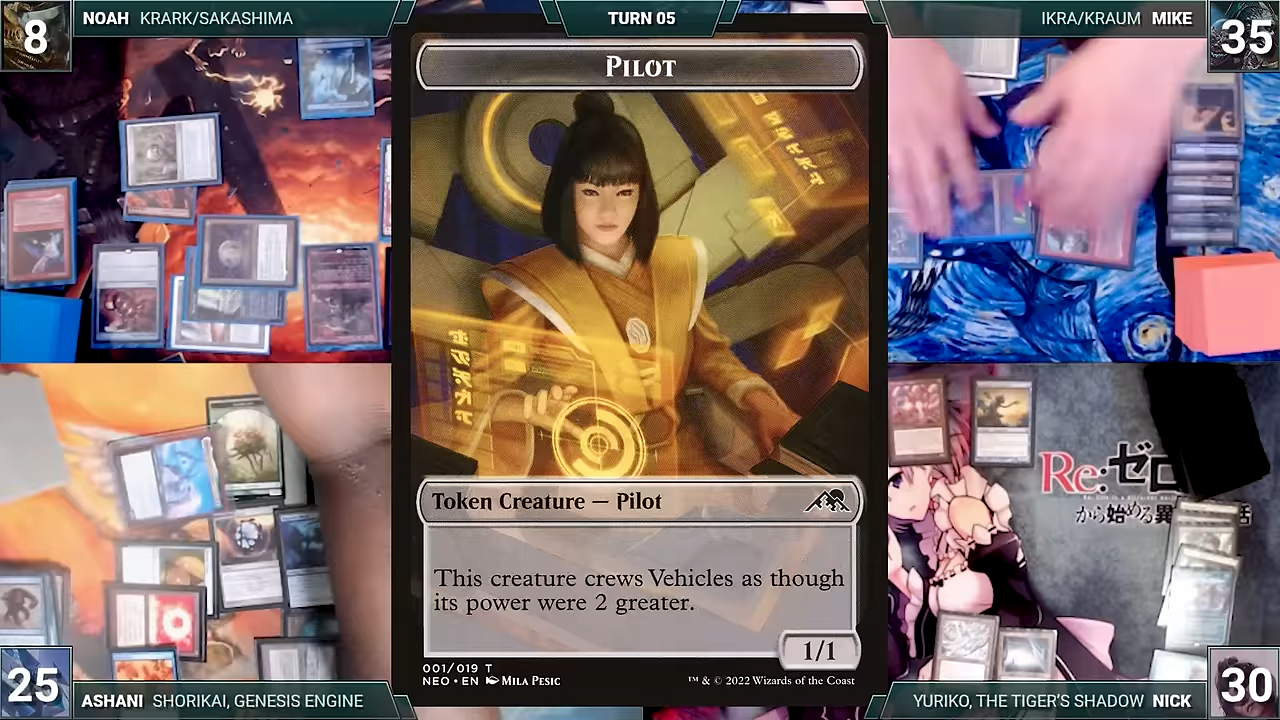 8
NOAH KRARK/SAKASHIMA
TURN 05
IKRA/KRAUM MIKE
35
PILOT
Token Creature — Pilot
This creature crews Vehicles as though
its power were 2 greater.
1/1
001/019 T
NEO • EN MILA PESIC
™ & © 2022 Wizards of the Coast
Re:ゼロ
から始める異
25
ASHANI SHORIKAI, GENESIS ENGINE
YURIKO, THE TIGER'S SHADOW NICK
30